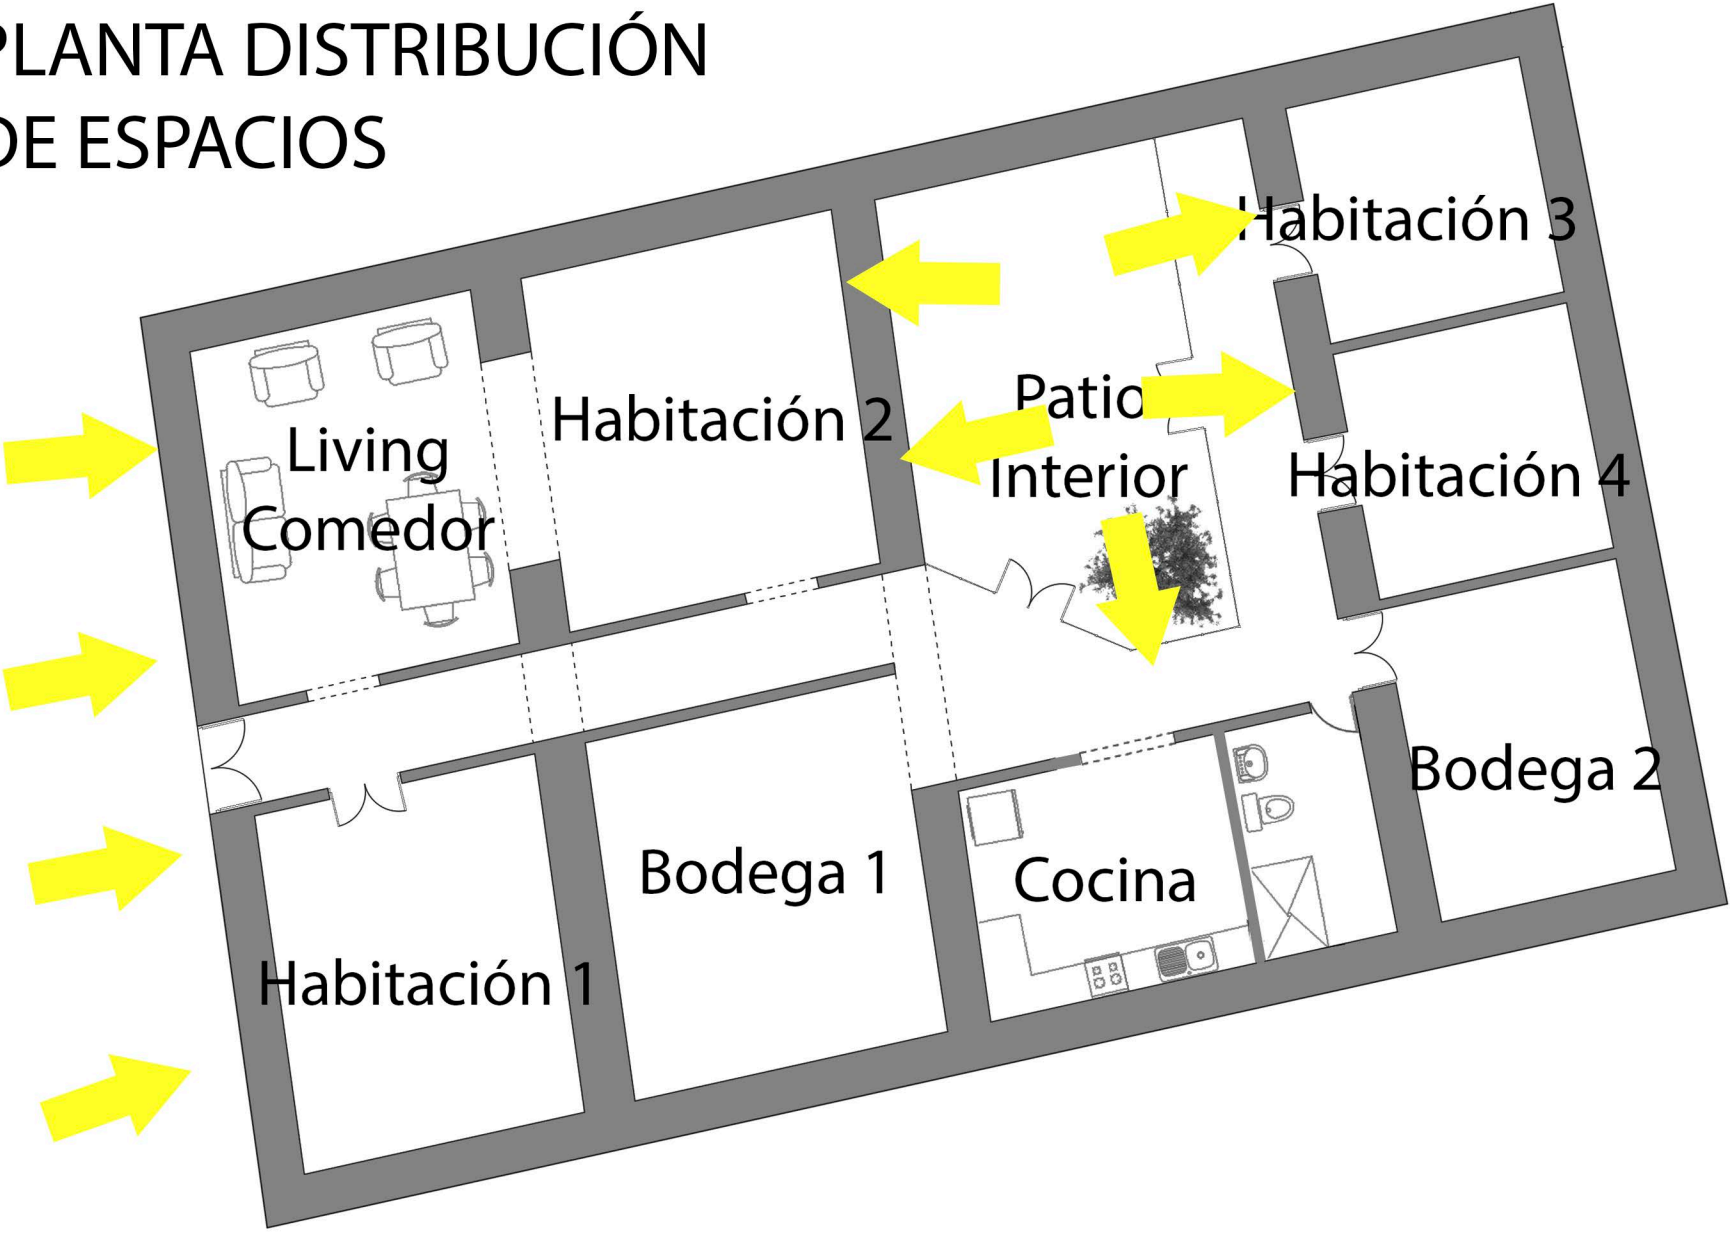 PLANTA DISTRIBUCIÓN
DE ESPACIOS
Habitación 3
Patio
Interior
Habitación 2
Living
Comedor
Habitación 4
Bodega 2
Bodega 1
Cocina
Habitación 1